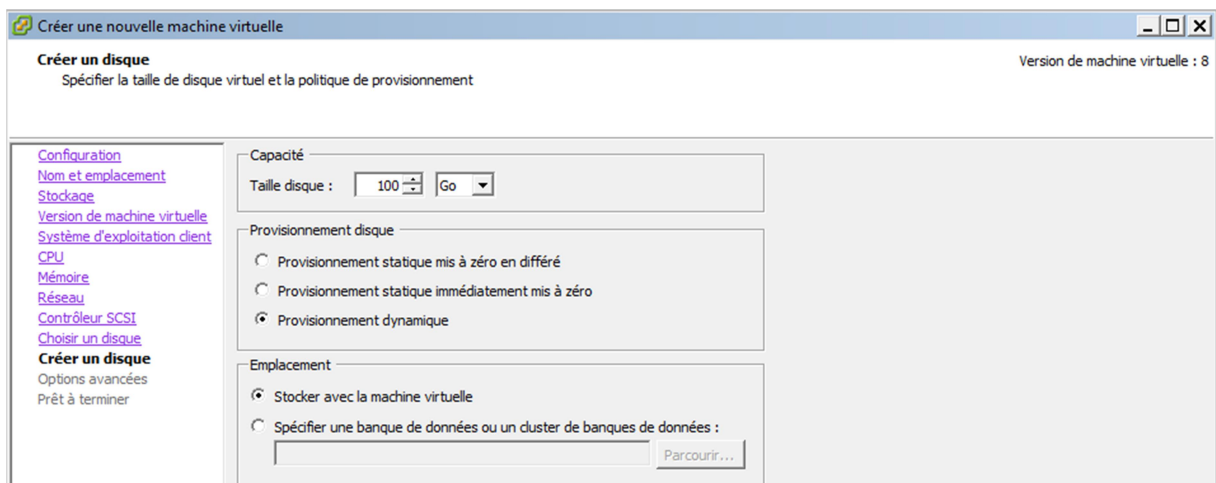 Créer une nouvelle machine virtuelle
Créer un disque
Spécifier la taille de disque virtuel et la politique de provisionnement
Version de machine virtuelle : 8
Configuration
Nom et emplacement
Stockage
Version de machine virtuelle
Système d'exploitation client
CPU
Mémoire
Réseau
Contrôleur SCSI
Choisir un disque
Créer un disque
Options avancées
Prêt à terminer
Capacité
Taille disque : 100 Go
Provisionnement disque
Provisionnement statique mis à zéro en différé
Provisionnement statique immédiatement mis à zéro
Provisionnement dynamique
Emplacement
Stocker avec la machine virtuelle
Spécifier une banque de données ou un cluster de banques de données :
Parcourir...